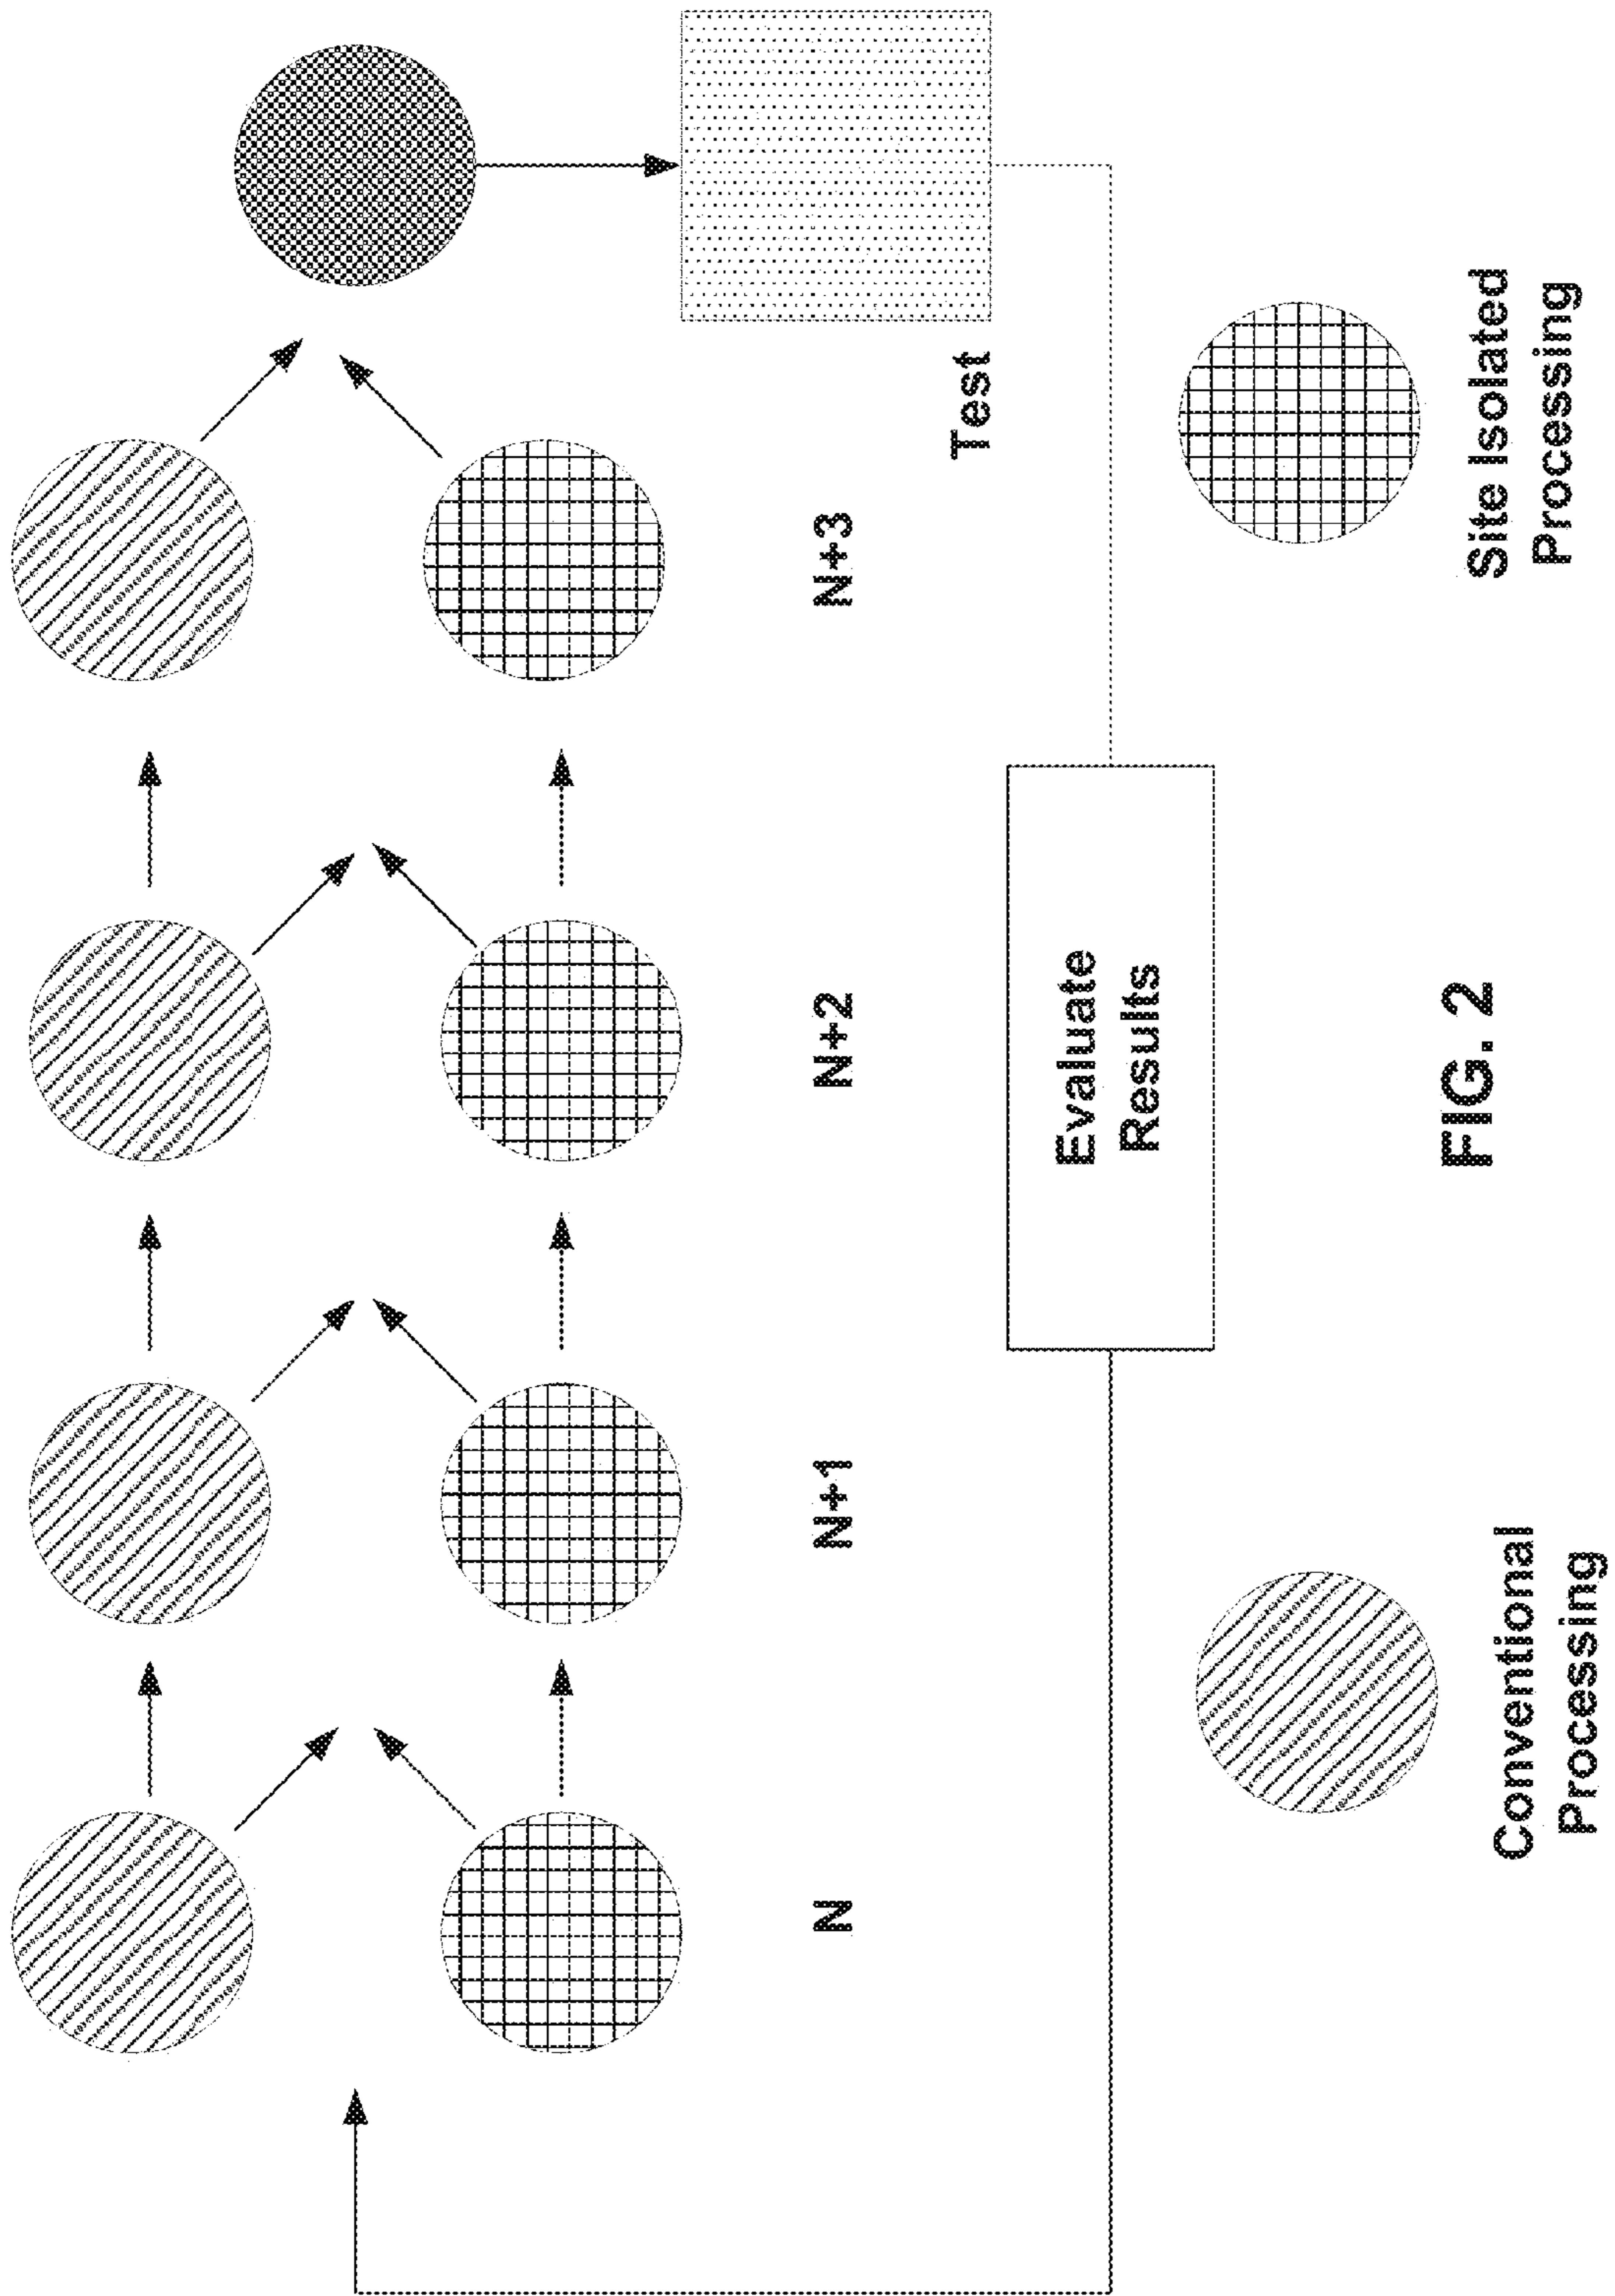 N
N+1
N+2
N+3
Test
Evaluate
Results
Conventional
Processing
Site Isolated
Processing
FIG. 2